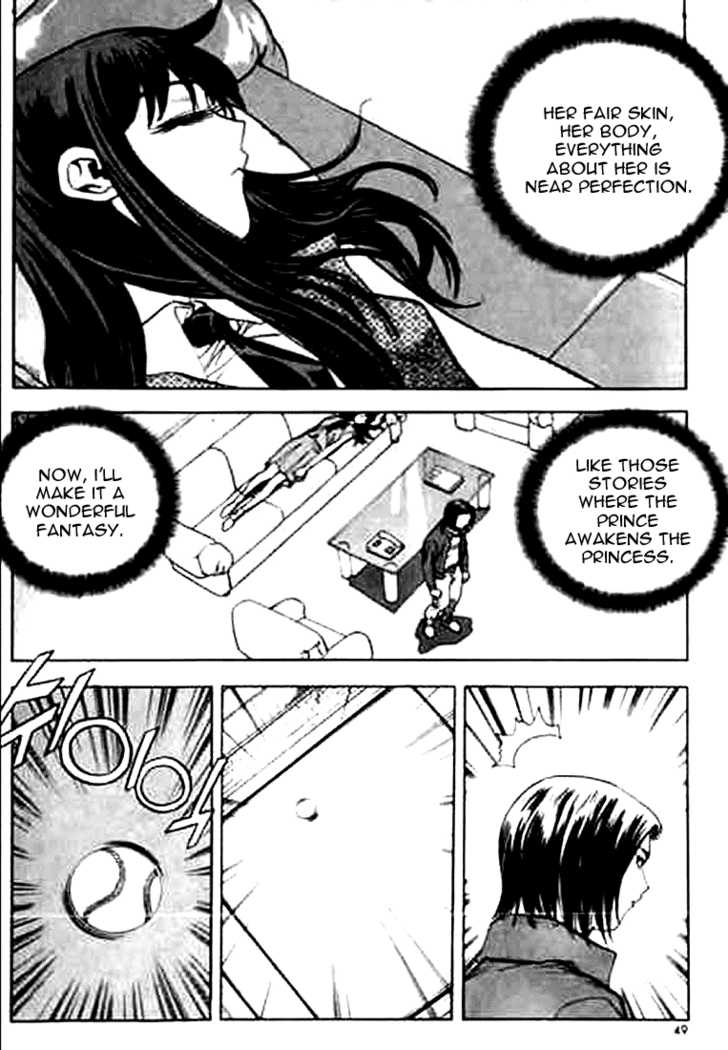 HER FAIR SKIN,
HER BODY,
EVERYTHING
ABOUT HER IS
NEAR PERFECTION.
NOW, I'LL
MAKE IT A
WONDERFUL
FANTASY.
LIKE THOSE
STORIES
WHERE THE
PRINCE
AWAKENS THE
PRINCESS.
49